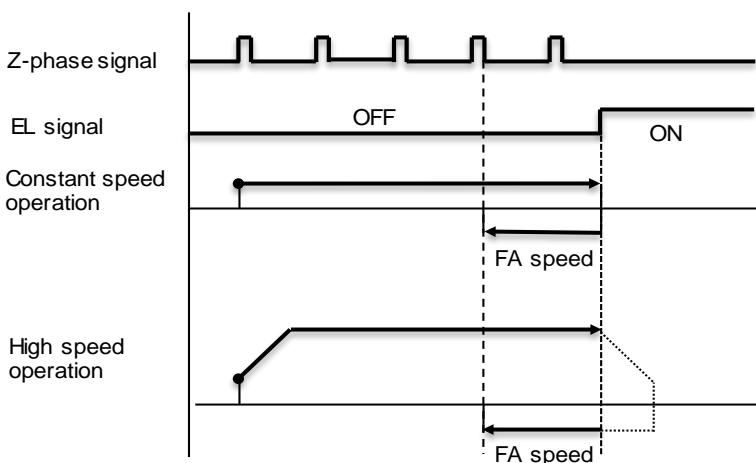 Z-phase signal
EL signal
OFF
ON
Constant speed
operation
FA speed
High speed
operation
FA speed